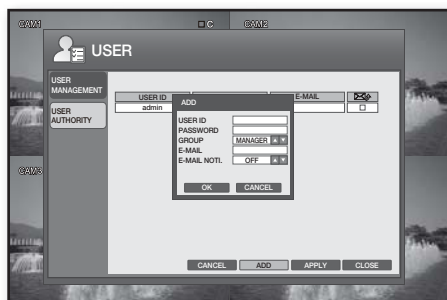 CAM1
C
CAM2
USER
USER
MANAGEMENT
USER
AUTHORITY
USER ID
E-MAIL
admin
ADD
USER ID
PASSWORD
GROUP
MANAGER
E-MAIL
E-MAIL NOTI.
OFF
OK
CANCEL
CAM3
CANCEL
ADD
APPLY
CLOSE